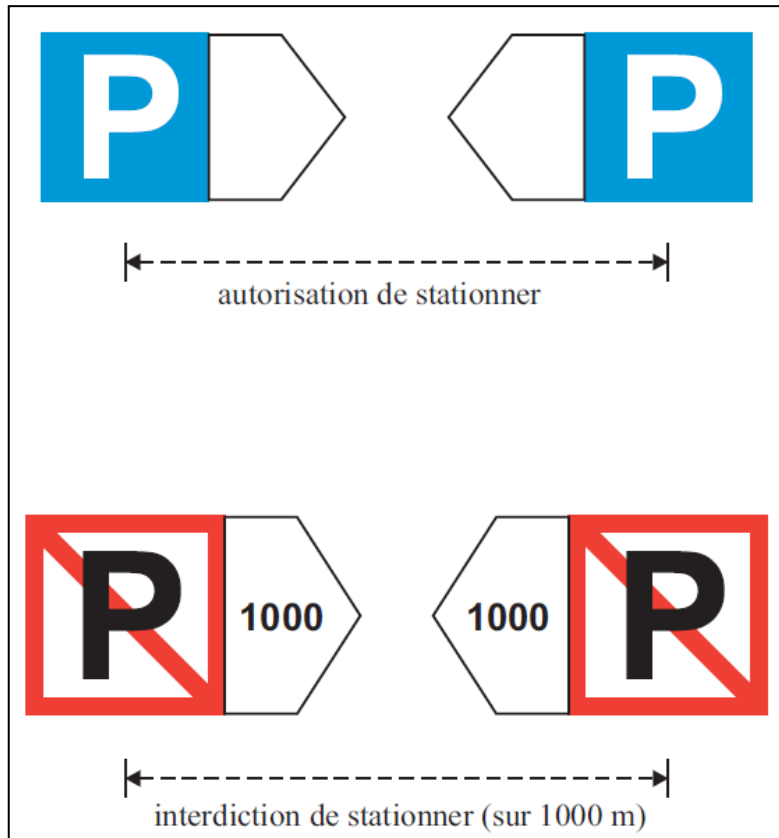 P P
autorisation de stationner
P 1000 1000 P
interdiction de stationner (sur 1000 m)